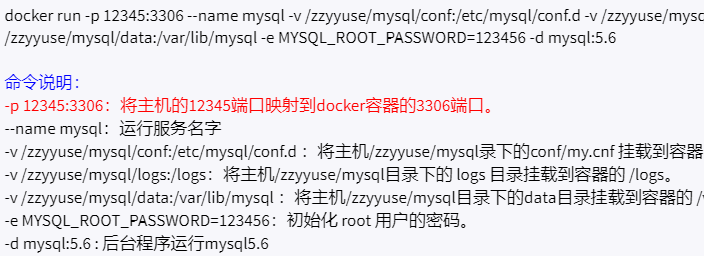 docker run -p 12345:3306 --name mysql -v /zzyyuse/mysql/conf:/etc/mysql/conf.d -v
/zzyyuse/mysql/data:/var/lib/mysql -e MYSQL_ROOT_PASSWORD=123456 -d mysql:5.6
命令说明：
-p 12345:3306：将主机的12345端口映射到docker容器的3306端口。
--name mysql：运行服务名字
-v /zzyyuse/mysql/conf:/etc/mysql/conf.d ：将主机/zzyyuse/mysql录下的conf/my.cnf 挂载到容器
-v /zzyyuse/mysql/logs:/logs：将主机/zzyyuse/mysql目录下的 logs 目录挂载到容器的 /logs。
-v /zzyyuse/mysql/data:/var/lib/mysql ：将主机/zzyyuse/mysql目录下的data目录挂载到容器的
-e MYSQL_ROOT_PASSWORD=123456：初始化 root 用户的密码。
-d mysql:5.6 : 后台程序运行mysql5.6